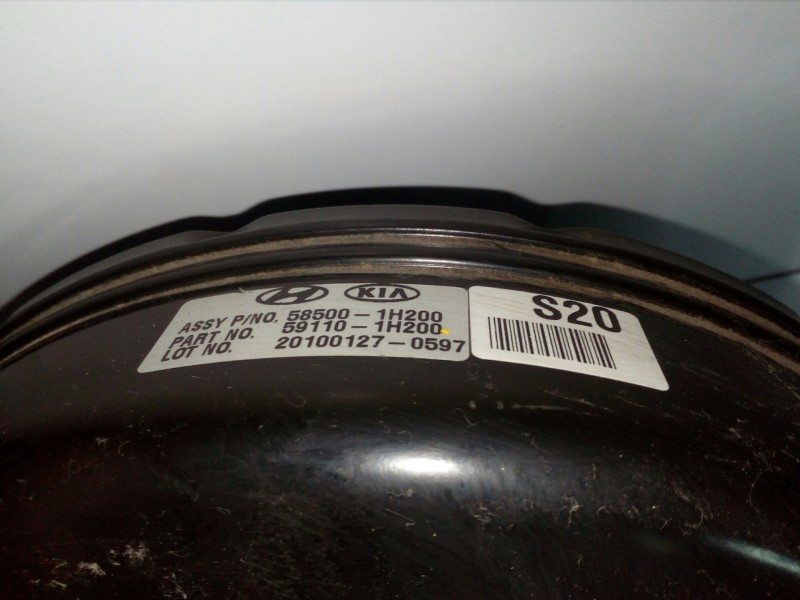 KIA
ASSY P/NO. 58500-1H200
PART NO. 59110-1H200
LOT NO. 20100127-0597
S20